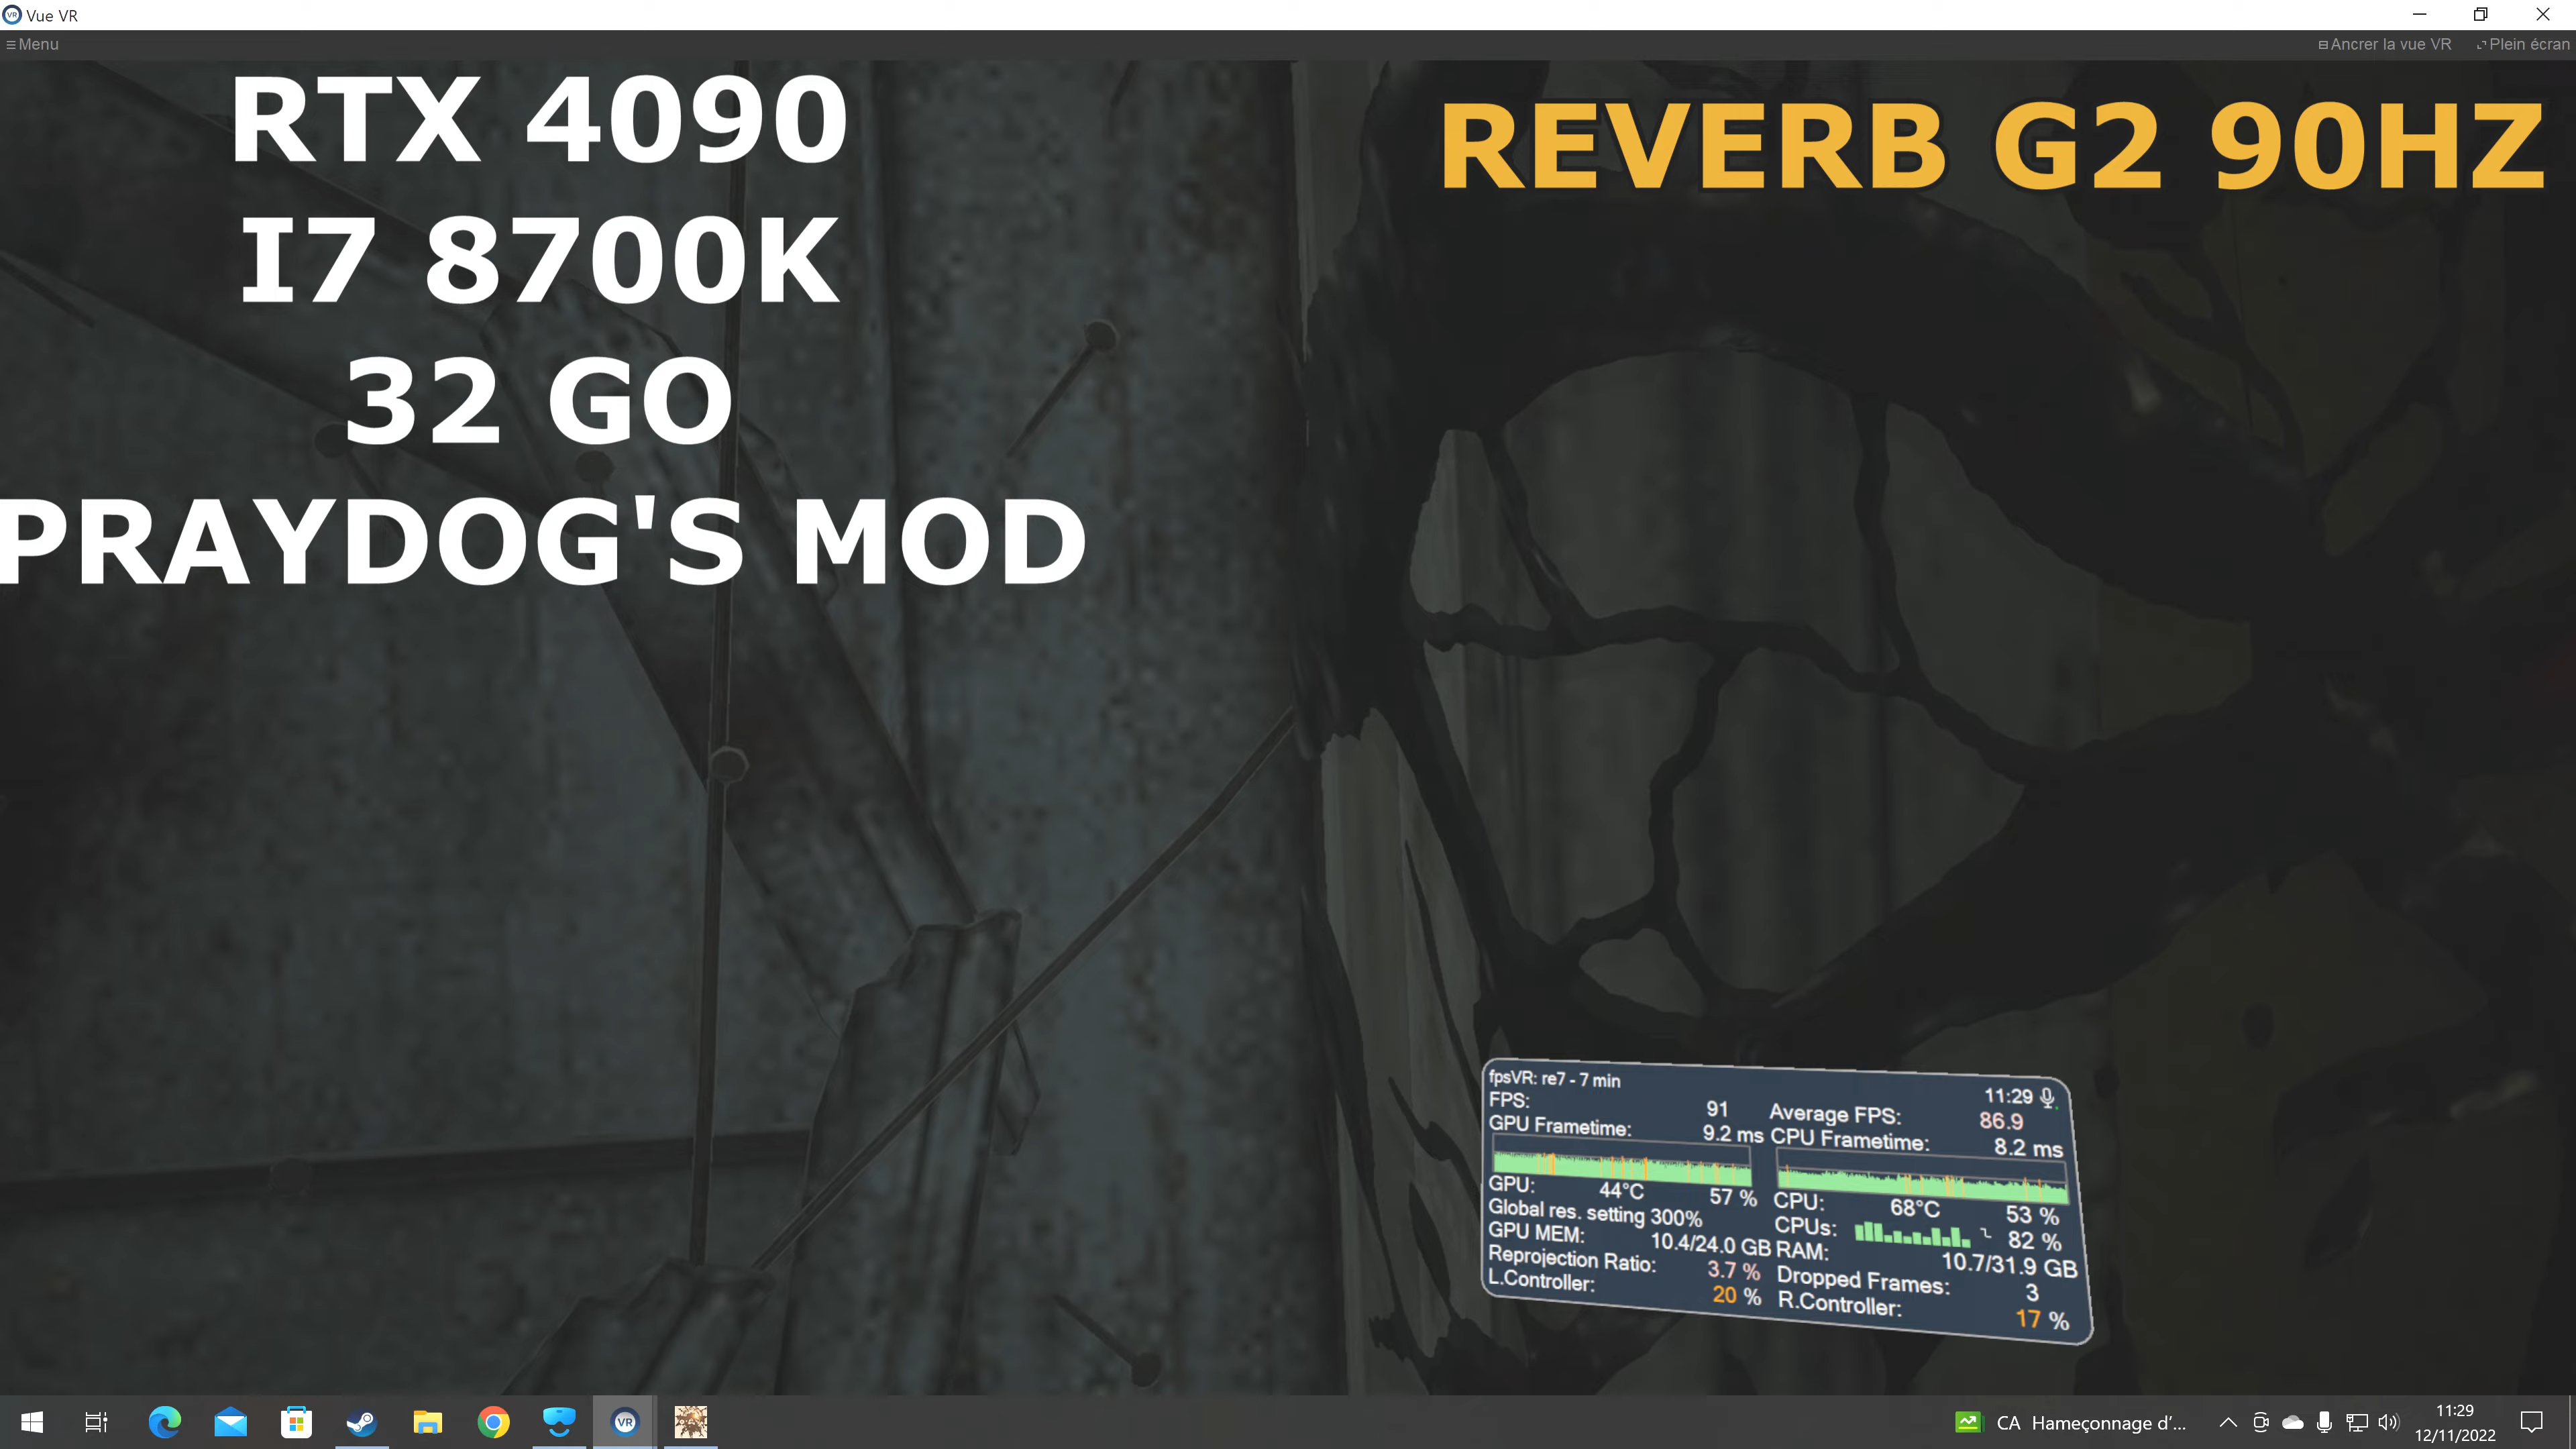 Vue VR
Menu
Ancrer la vue VR
Plein écran
RTX 4090
I7 8700K
32 GO
PRAYDOG'S MOD
REVERB G2 90HZ
fpsVR: re7 - 7 min 11:29
FPS: 91 Average FPS: 86.9
GPU Frametime: 9.2 ms CPU Frametime: 8.2 ms
GPU: 44°C 57 % CPU: 68°C 53 %
Global res. setting 300% CPUs: 82 %
GPU MEM: 10.4/24.0 GB RAM: 10.7/31.9 GB
Reprojection Ratio: 3.7 % Dropped Frames: 3
L.Controller: 20 % R.Controller: 17 %
VR
CA Hameçonnage d'...
11:29
12/11/2022